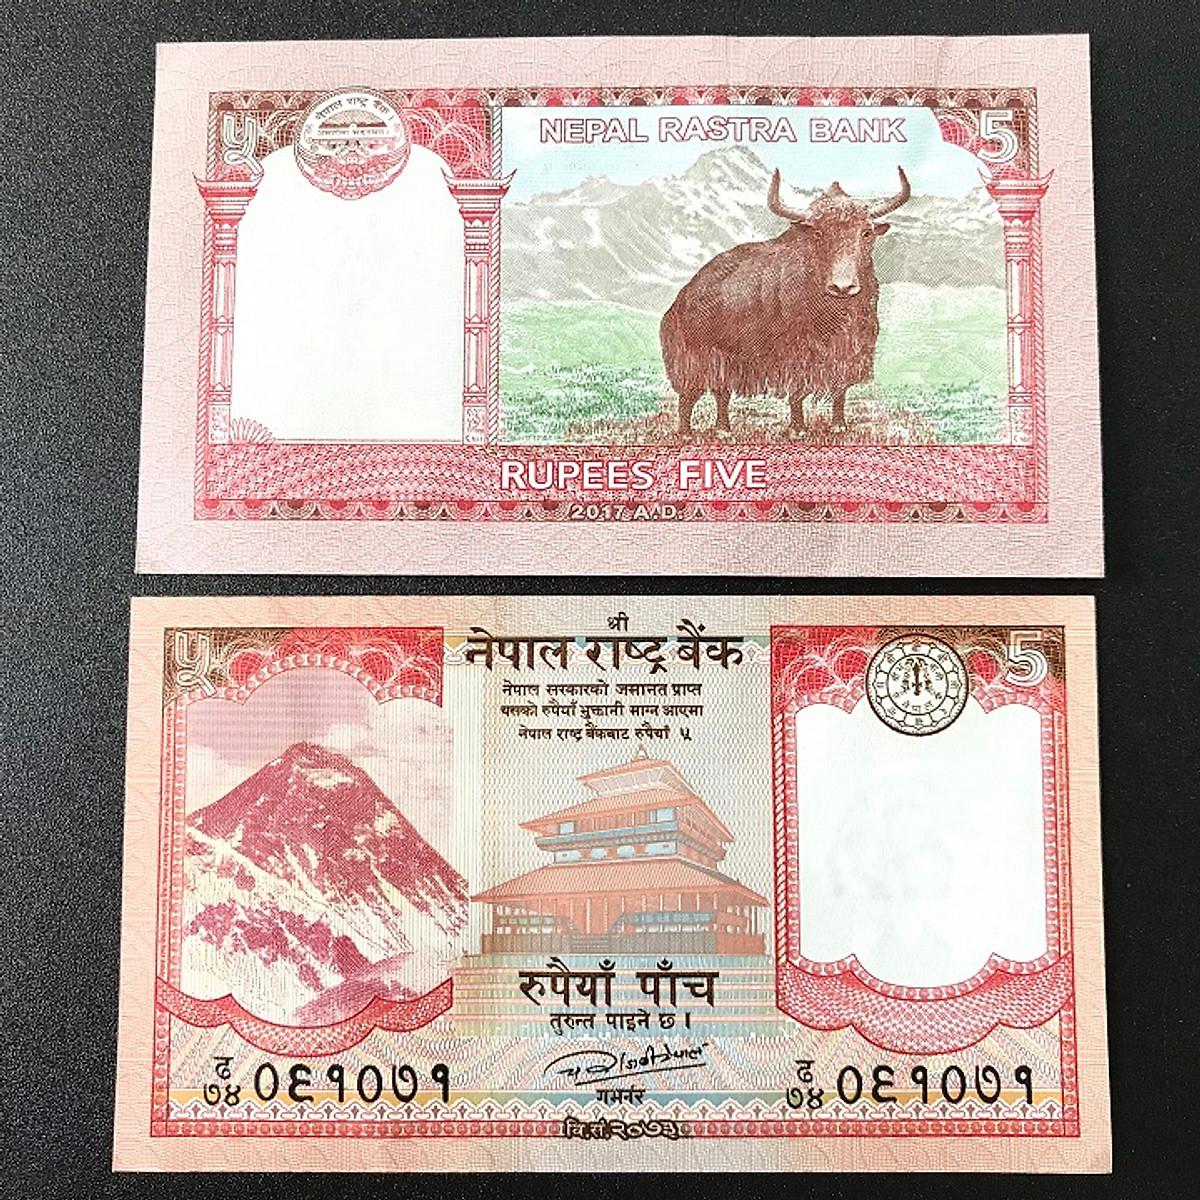 ५
नेपाल राष्ट्र बैंक
NEPAL RASTRA BANK
5
RUPEES FIVE
2017 A.D.
५
श्री
नेपाल राष्ट्र बैंक
5
नेपाल सरकारको जमानत प्राप्त
यसको रुपैयाँ भुक्तानी माग्न आएमा
नेपाल राष्ट्र बैंकबाट रुपैयाँ ५
रुपैयाँ पाँच
तुरुन्त पाइने छ ।
७४ ०६१०७१
७४ ०६१०७१
गभर्नर